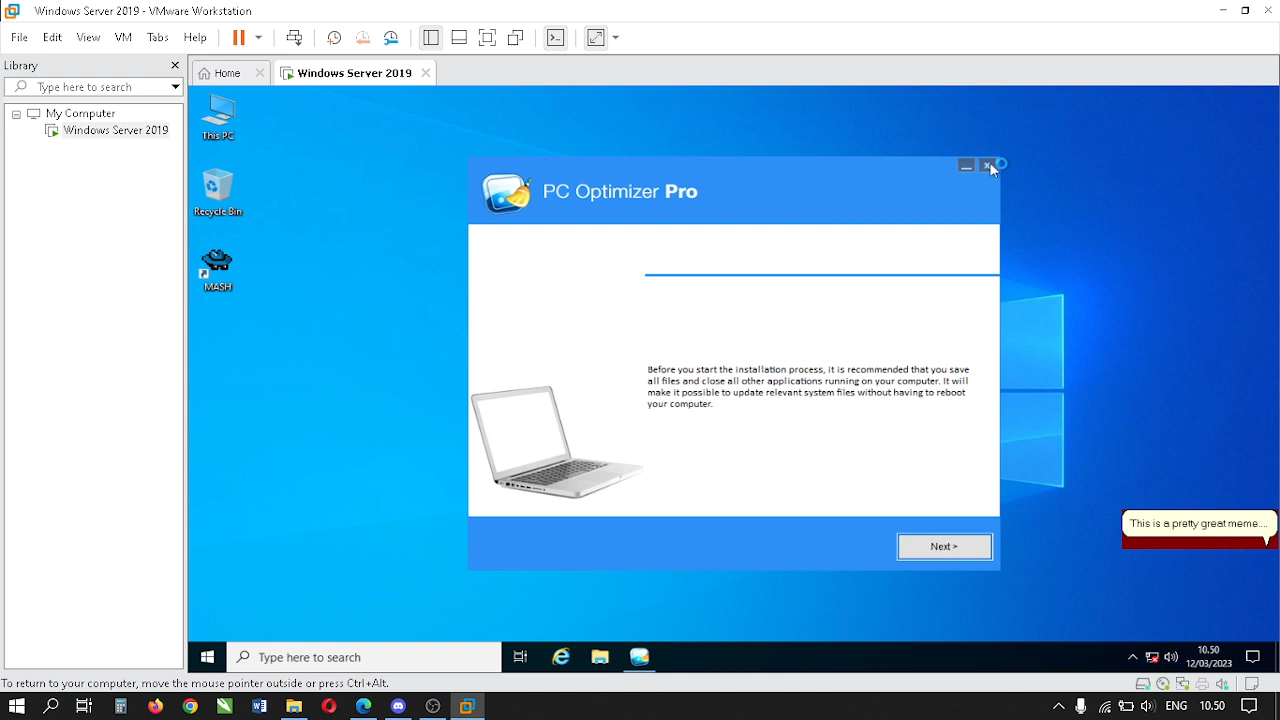 Windows Server 2019 - VMware Workstation
File Edit View VM Tabs Help
Library
Type here to search
My Computer
Windows Server 2019
Home
Windows Server 2019
This PC
Recycle Bin
MASH
PC Optimizer Pro
Before you start the installation process, it is recommended that you save
all files and close all other applications running on your computer. It will
make it possible to update relevant system files without having to reboot
your computer.
Next >
This is a pretty great meme....
Type here to search
10.50
12/03/2023
To return to your computer, move the mouse pointer outside or press Ctrl+Alt.
ENG 10.50